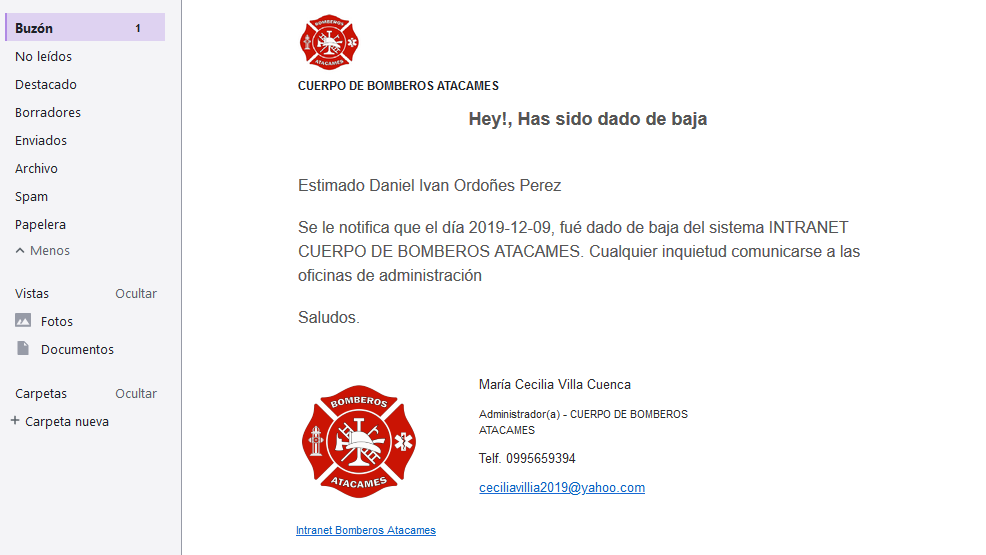 Buzón 1
No leídos
Destacado
Borradores
Enviados
Archivo
Spam
Papelera
Menos
Vistas Ocultar
Fotos
Documentos
Carpetas Ocultar
+ Carpeta nueva
BOMBEROS
ATACAMES
CUERPO DE BOMBEROS ATACAMES
Hey!, Has sido dado de baja
Estimado Daniel Ivan Ordoñes Perez
Se le notifica que el día 2019-12-09, fué dado de baja del sistema INTRANET
CUERPO DE BOMBEROS ATACAMES. Cualquier inquietud comunicarse a las
oficinas de administración
Saludos.
BOMBEROS
ATACAMES
María Cecilia Villa Cuenca
Administrador(a) - CUERPO DE BOMBEROS
ATACAMES
Telf. 0995659394
ceciliavillia2019@yahoo.com
Intranet Bomberos Atacames